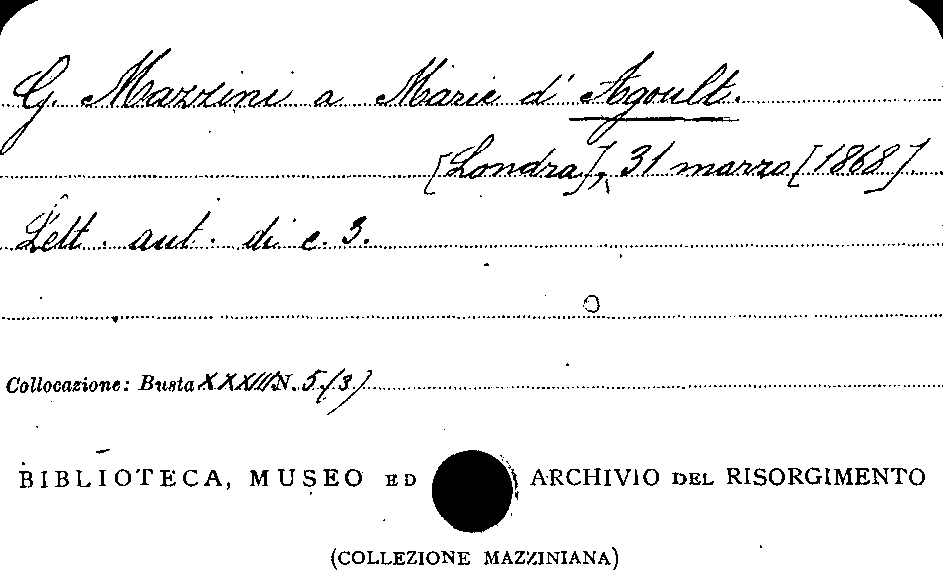 G. Mazzini a Marie d' Agoult.
[Londra], 31 marzo [1868].
Lett. aut. di c. 3.
Collocazione: Busta XXXIII N. 5/3)
BIBLIOTECA, MUSEO ED ARCHIVIO DEL RISORGIMENTO
(COLLEZIONE MAZZINIANA)